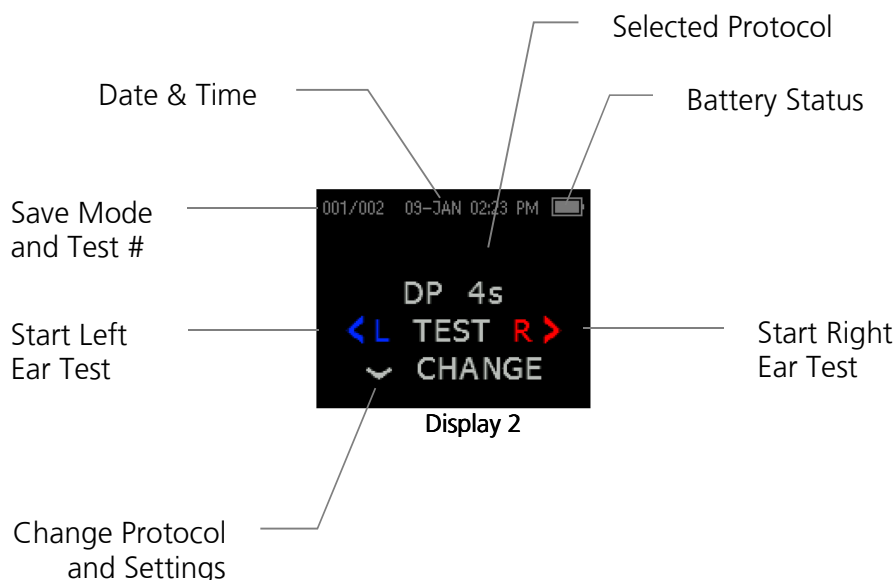 Selected Protocol
Date & Time
Battery Status
Save Mode
and Test #
001/002 09-JAN 02:23 PM
DP 4s
Start Left
Ear Test
< L TEST R >
Start Right
Ear Test
CHANGE
Display 2
Change Protocol
and Settings